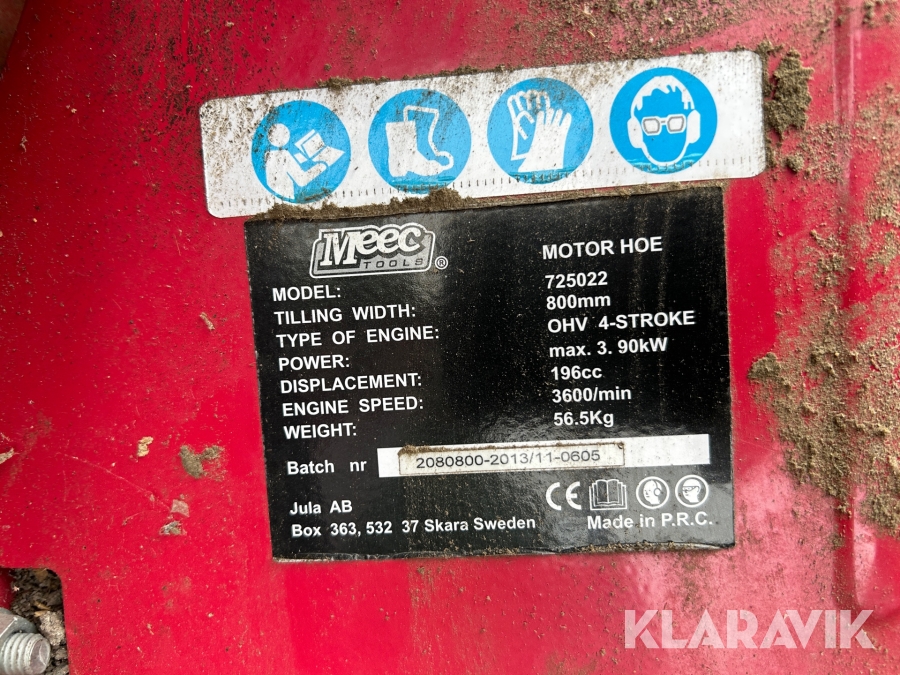 Meec
TOOLS ®
MOTOR HOE
MODEL: 725022
TILLING WIDTH: 800mm
TYPE OF ENGINE: OHV 4-STROKE
POWER: max. 3. 90kW
DISPLACEMENT: 196cc
ENGINE SPEED: 3600/min
WEIGHT: 56.5Kg
Batch nr 2080800-2013/11-0605
Jula AB
Box 363, 532 37 Skara Sweden
CE
Made in P.R.C.
KLARAVIK